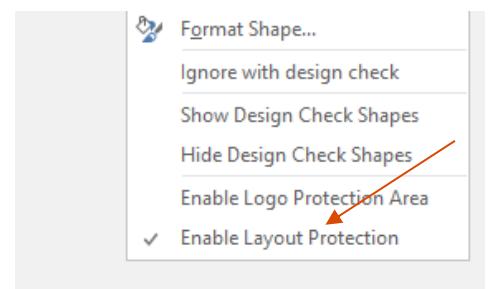 Format Shape...
Ignore with design check
Show Design Check Shapes
Hide Design Check Shapes
Enable Logo Protection Area
Enable Layout Protection